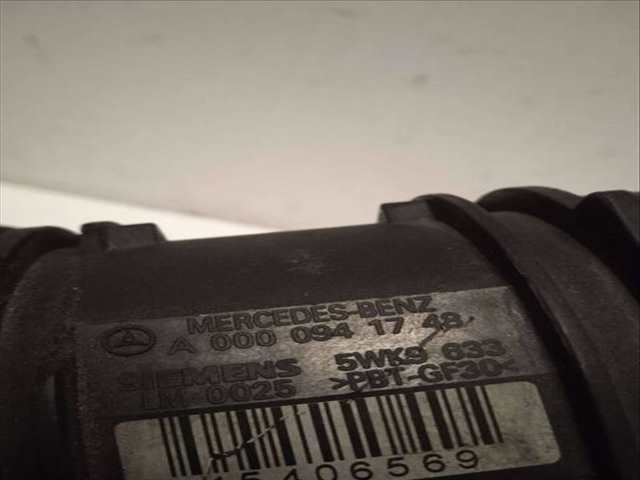 MERCEDES-BENZ
A 000 094 17 48
SIEMENS 5WK9 633
LM-0025 >PBT-GF30<
15406569